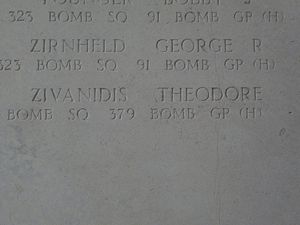 BOBBY J
323 BOMB SQ 91 BOMB GP (H)
ZIRNHELD GEORGE R
323 BOMB SQ 91 BOMB GP (H)
ZIVANIDIS THEODORE
BOMB SQ 379 BOMB GP (H)